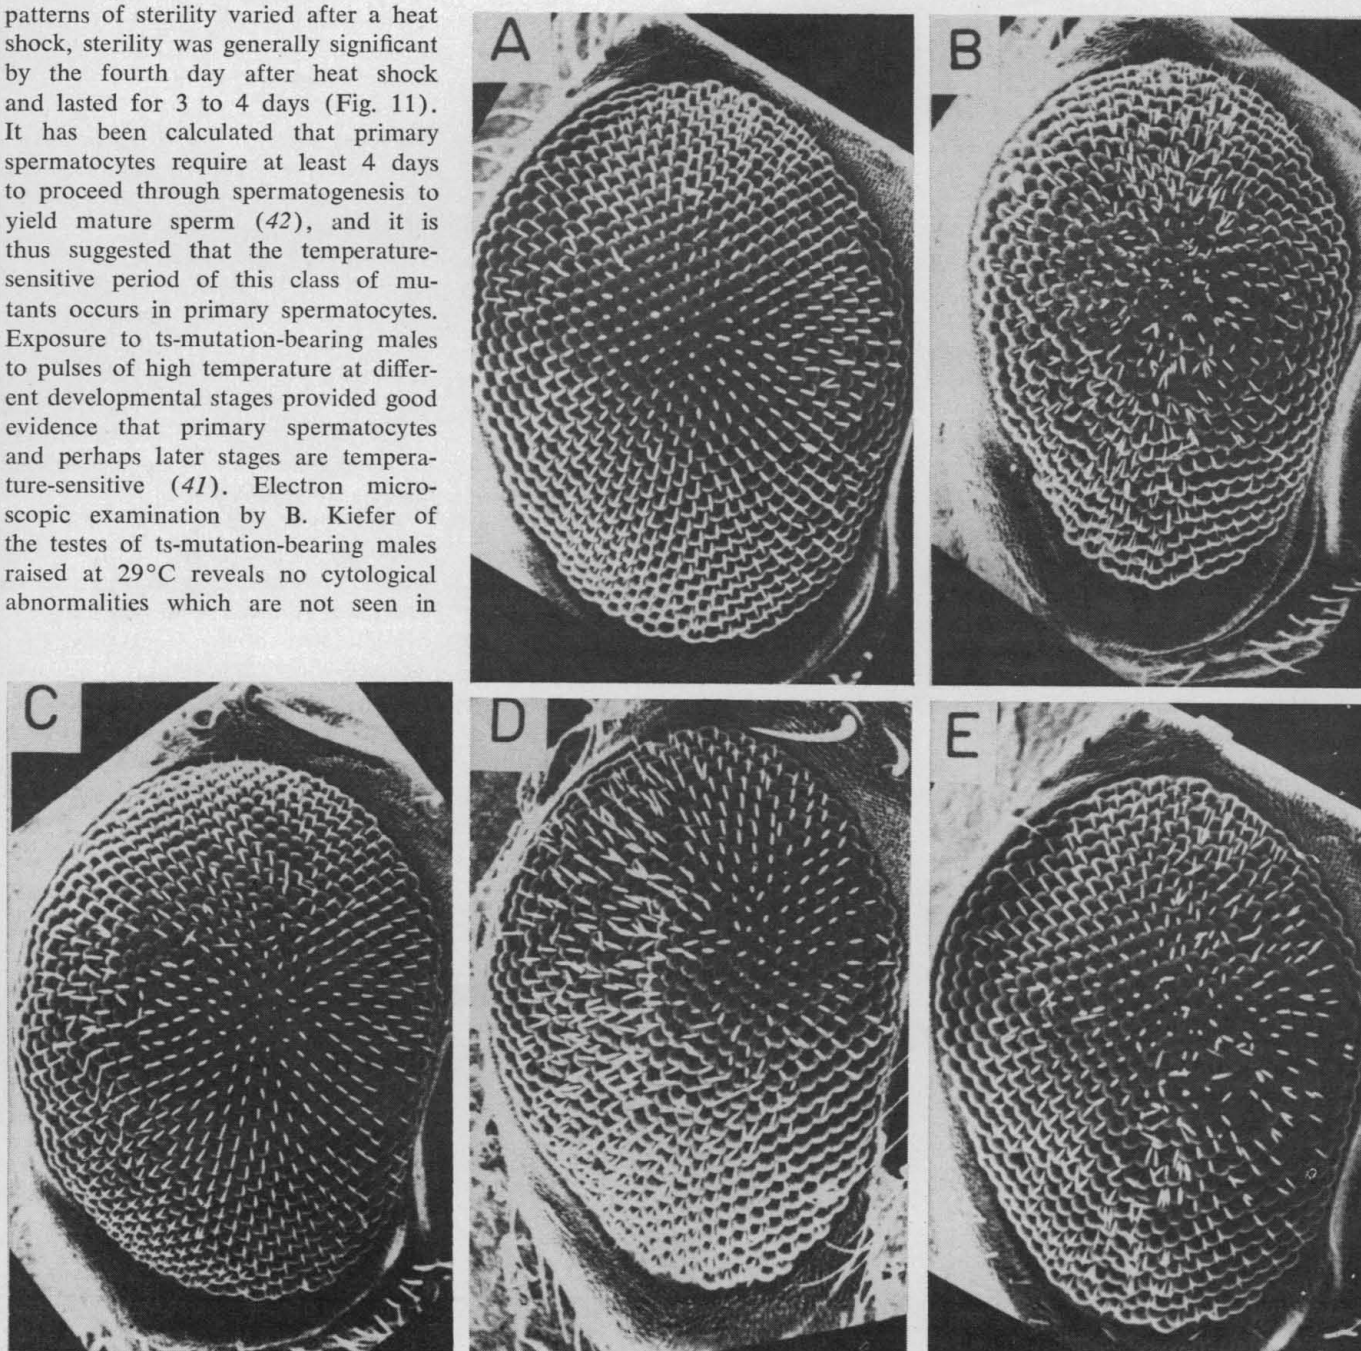 patterns of sterility varied after a heat
shock, sterility was generally significant
by the fourth day after heat shock
and lasted for 3 to 4 days (Fig. 11).
It has been calculated that primary
spermatocytes require at least 4 days
to proceed through spermatogenesis to
yield mature sperm (42), and it is
thus suggested that the temperature-
sensitive period of this class of mu-
tants occurs in primary spermatocytes.
Exposure to ts-mutation-bearing males
to pulses of high temperature at differ-
ent developmental stages provided good
evidence that primary spermatocytes
and perhaps later stages are tempera-
ture-sensitive (41). Electron micro-
scopic examination by B. Kiefer of
the testes of ts-mutation-bearing males
raised at 29°C reveals no cytological
abnormalities which are not seen in
A
B
C
D
E